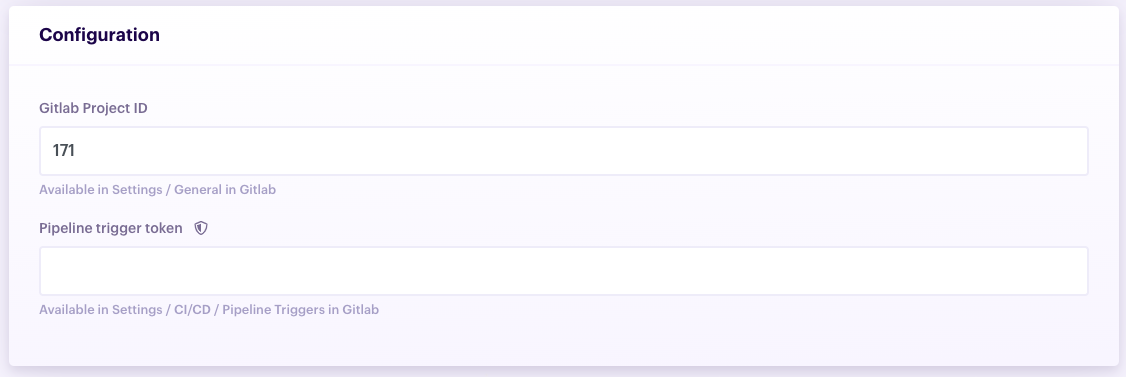 Configuration
Gitlab Project ID
171
Available in Settings / General in Gitlab
Pipeline trigger token
Available in Settings / CI/CD / Pipeline Triggers in Gitlab